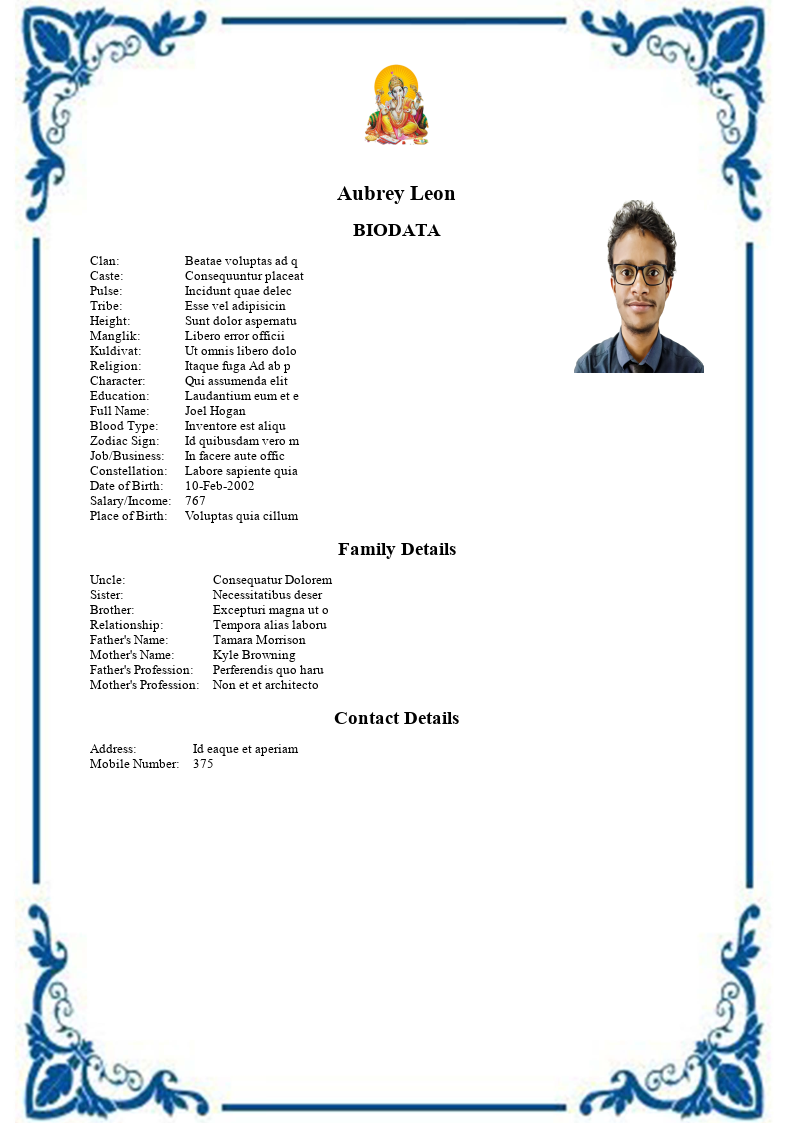 Aubrey Leon
BIODATA
Clan: Beatae voluptas ad q
Caste: Consequuntur placeat
Pulse: Incidunt quae delec
Tribe: Esse vel adipisicin
Height: Sunt dolor aspernatu
Manglik: Libero error officii
Kuldivat: Ut omnis libero dolo
Religion: Itaque fuga Ad ab p
Character: Qui assumenda elit
Education: Laudantium eum et e
Full Name: Joel Hogan
Blood Type: Inventore est aliqu
Zodiac Sign: Id quibusdam vero m
Job/Business: In facere aute offic
Constellation: Labore sapiente quia
Date of Birth: 10-Feb-2002
Salary/Income: 767
Place of Birth: Voluptas quia cillum
Family Details
Uncle: Consequatur Dolorem
Sister: Necessitatibus deser
Brother: Excepturi magna ut o
Relationship: Tempora alias laboru
Father's Name: Tamara Morrison
Mother's Name: Kyle Browning
Father's Profession: Perferendis quo haru
Mother's Profession: Non et et architecto
Contact Details
Address: Id eaque et aperiam
Mobile Number: 375